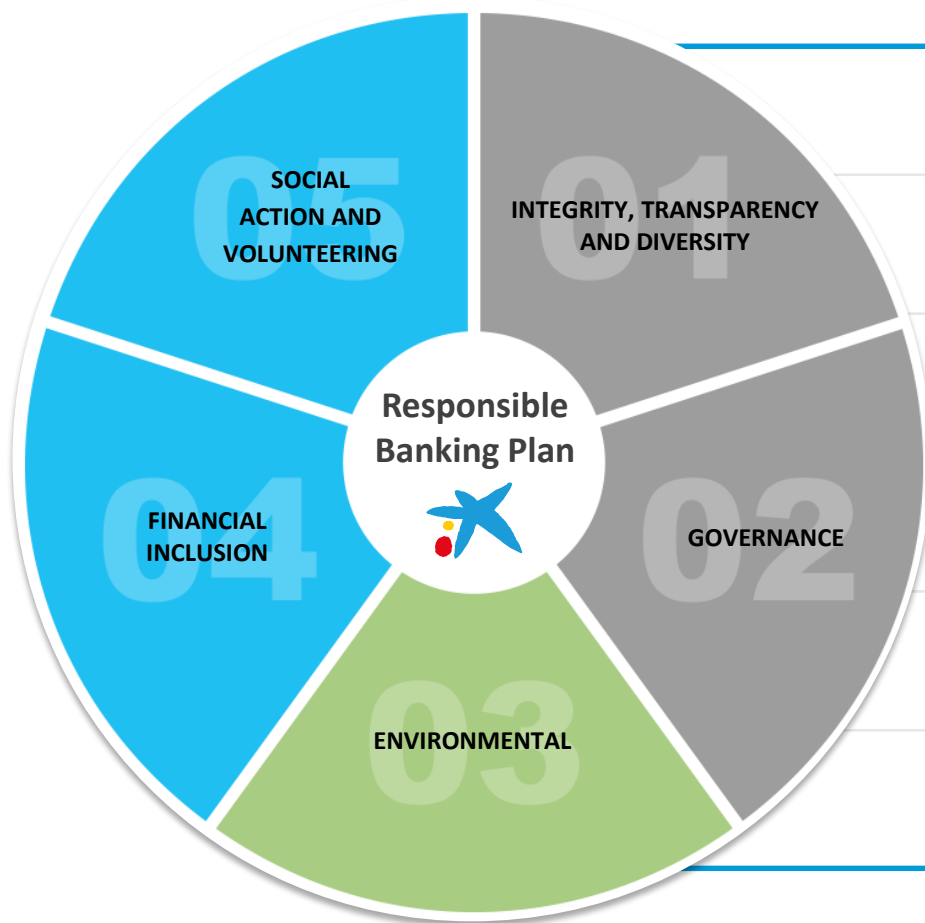 Responsible
Banking Plan
01
INTEGRITY, TRANSPARENCY
AND DIVERSITY
02
GOVERNANCE
03
ENVIRONMENTAL
04
FINANCIAL
INCLUSION
05
SOCIAL
ACTION AND
VOLUNTEERING